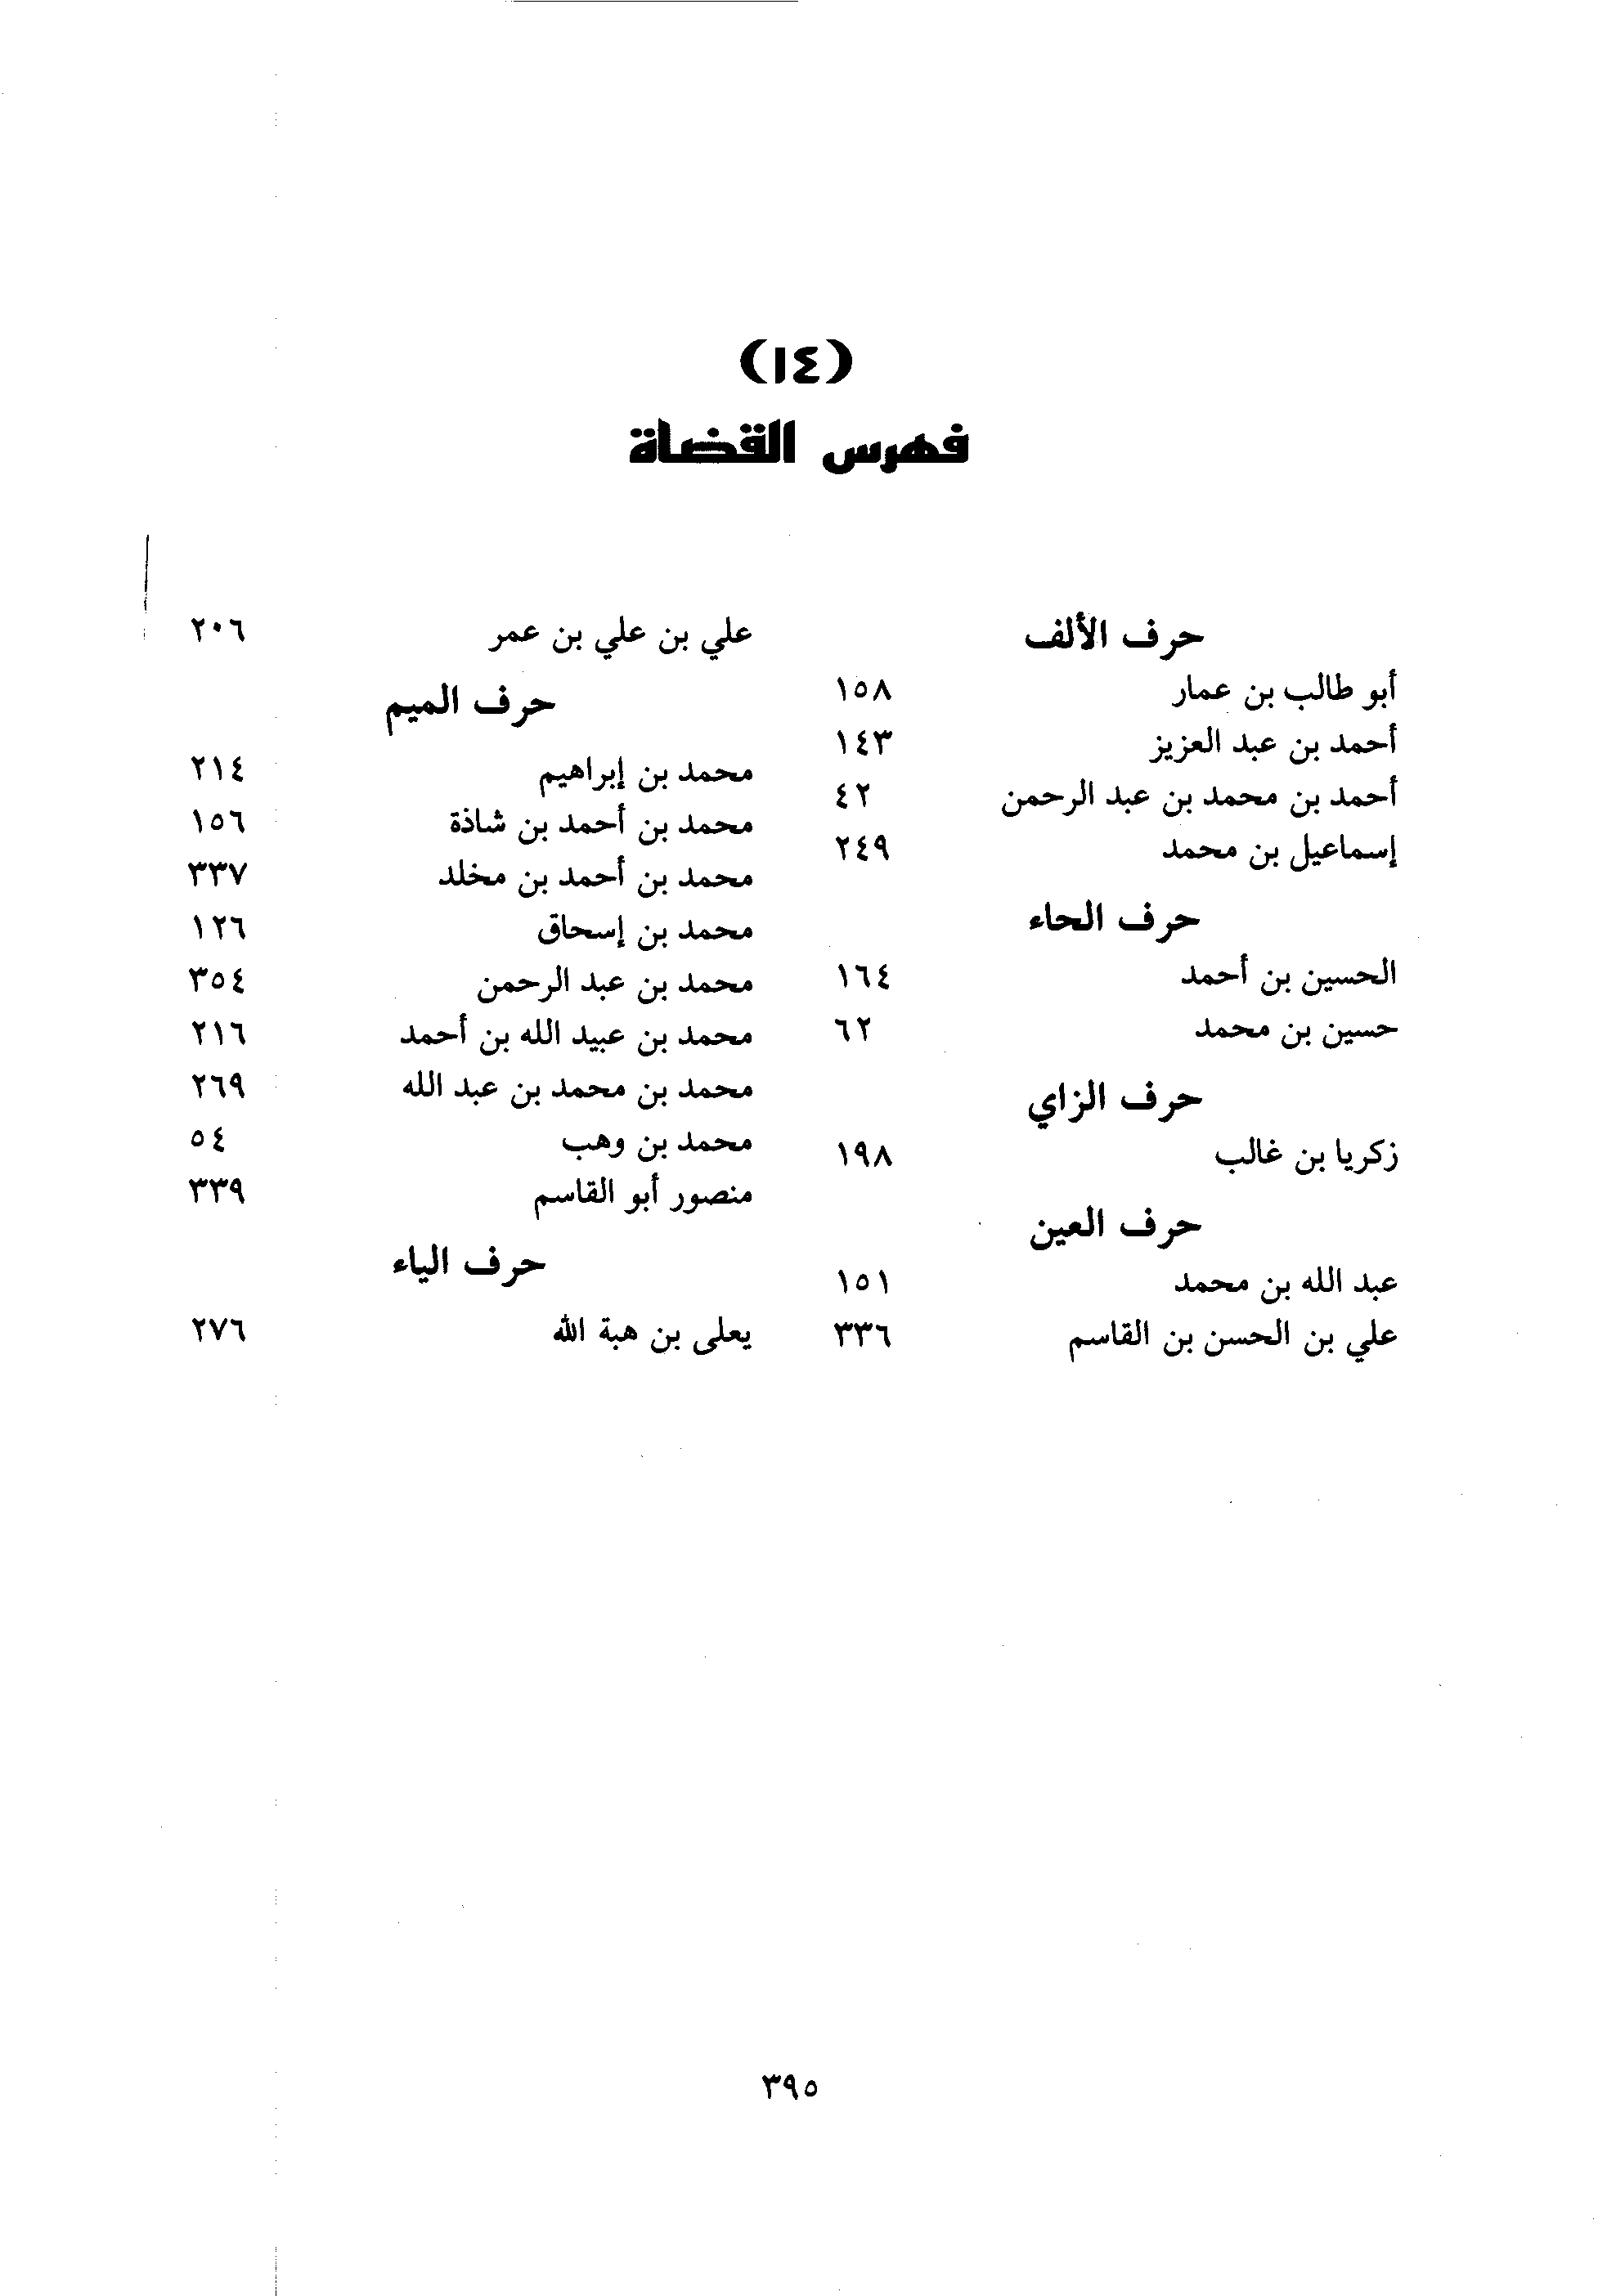 (١٤)
فهرس القضاة
حرف الألف
أبو طالب بن عمار ١٥٨
أحمد بن عبد العزيز ١٤٣
أحمد بن محمد بن عبد الرحمن ٤٢
إسماعيل بن محمد ٢٤٩
حرف الحاء
الحسين بن أحمد ١٦٤
حسين بن محمد ٦٢
حرف الزاي
زكريا بن غالب ١٩٨
حرف العين
عبد الله بن محمد ١٥١
علي بن الحسن بن القاسم ٣٣٦
علي بن علي بن عمر ٢٠٦
حرف الميم
محمد بن إبراهيم ٢١٤
محمد بن أحمد بن شاذة ١٥٦
محمد بن أحمد بن مخلد ٣٣٧
محمد بن إسحاق ١٢٦
محمد بن عبد الرحمن ٣٥٤
محمد بن عبيد الله بن أحمد ٢١٦
محمد بن محمد بن عبد الله ٢٦٩
محمد بن وهب ٥٤
منصور أبو القاسم ٣٣٩
حرف الياء
يعلى بن هبة الله ٢٧٦
٣٩٥